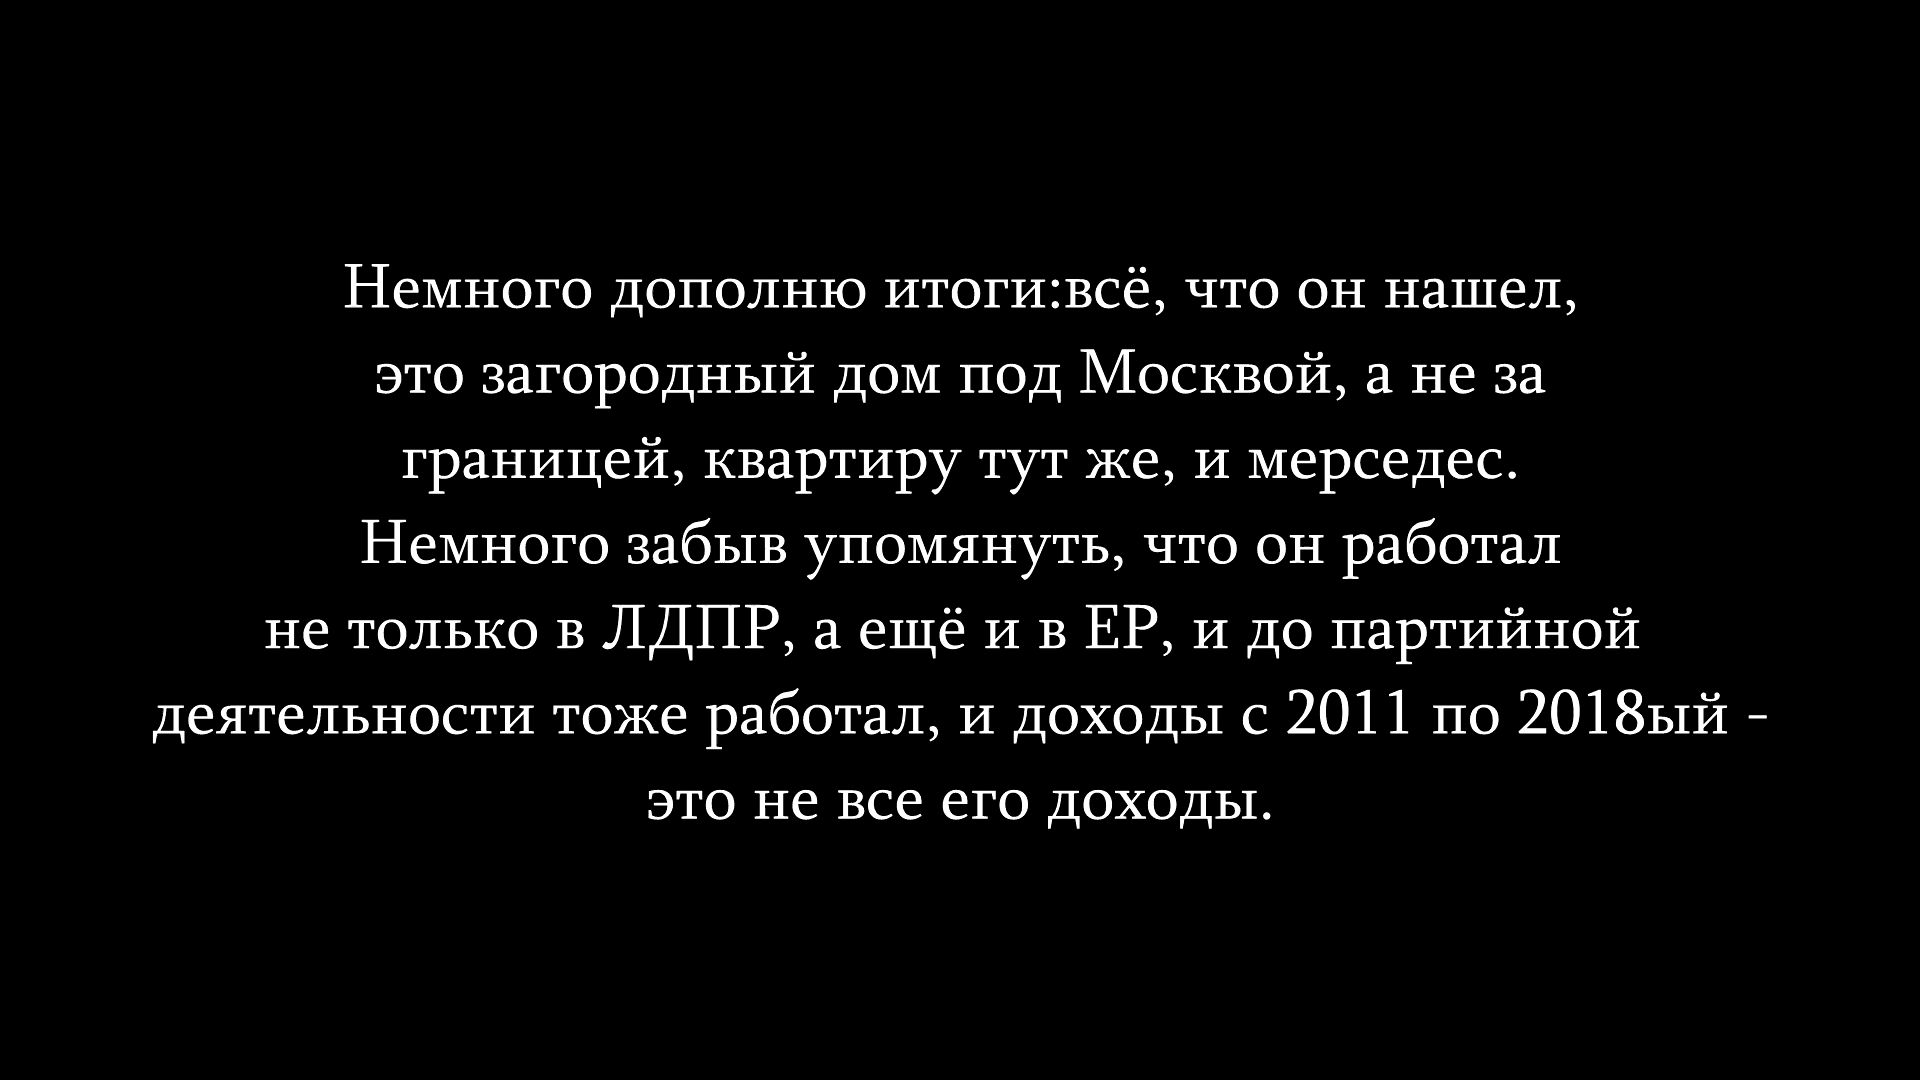 Немного дополню итоги:всё, что он нашел,
это загородный дом под Москвой, а не за
границей, квартиру тут же, и мерседес.
Немного забыв упомянуть, что он работал
не только в ЛДПР, а ещё и в ЕР, и до партийной
деятельности тоже работал, и доходы с 2011 по 2018ый -
это не все его доходы.